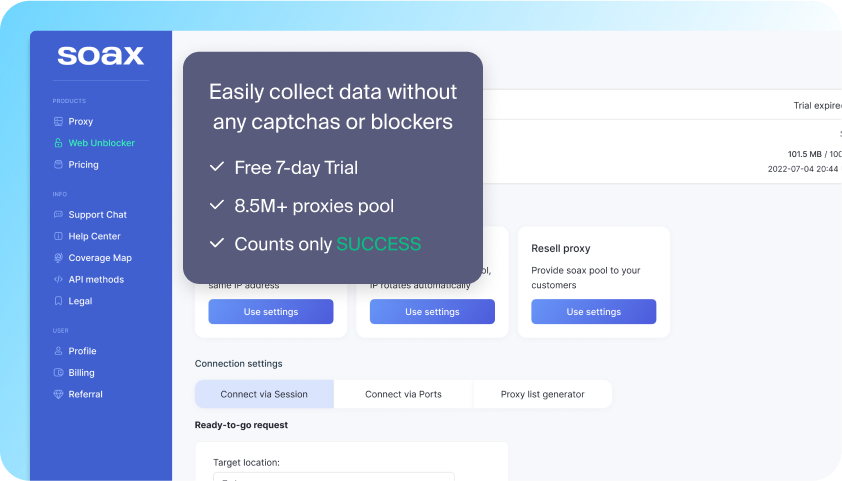 soax
PRODUCTS
Proxy
Web Unblocker
Pricing
INFO
Support Chat
Help Center
Coverage Map
API methods
Legal
USER
Profile
Billing
Referral
Easily collect data without
any captchas or blockers
Free 7-day Trial
8.5M+ proxies pool
Counts only SUCCESS
Trial expired
101.5 MB / 100
2022-07-04 20:44
same IP address
Use settings
ol,
IP rotates automatically
Use settings
Resell proxy
Provide soax pool to your
customers
Use settings
Connection settings
Connect via Session
Connect via Ports
Proxy list generator
Ready-to-go request
Target location: